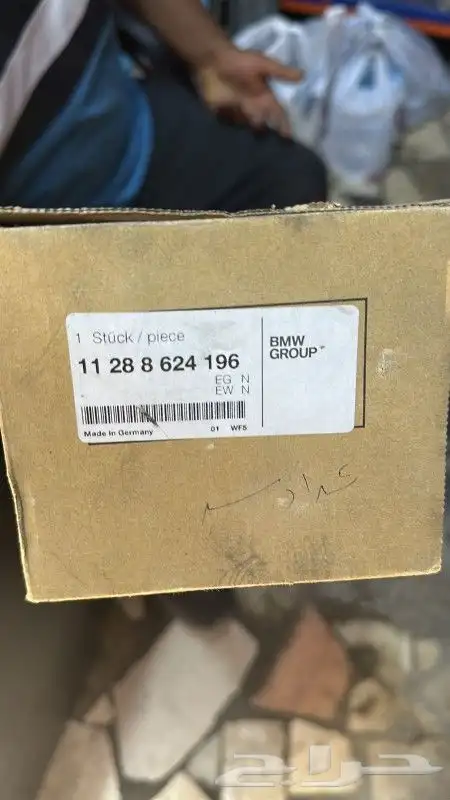 1 Stück / piece
11 28 8 624 196
EG N
EW N
Made in Germany 01 WFS
BMW
GROUP
حراج